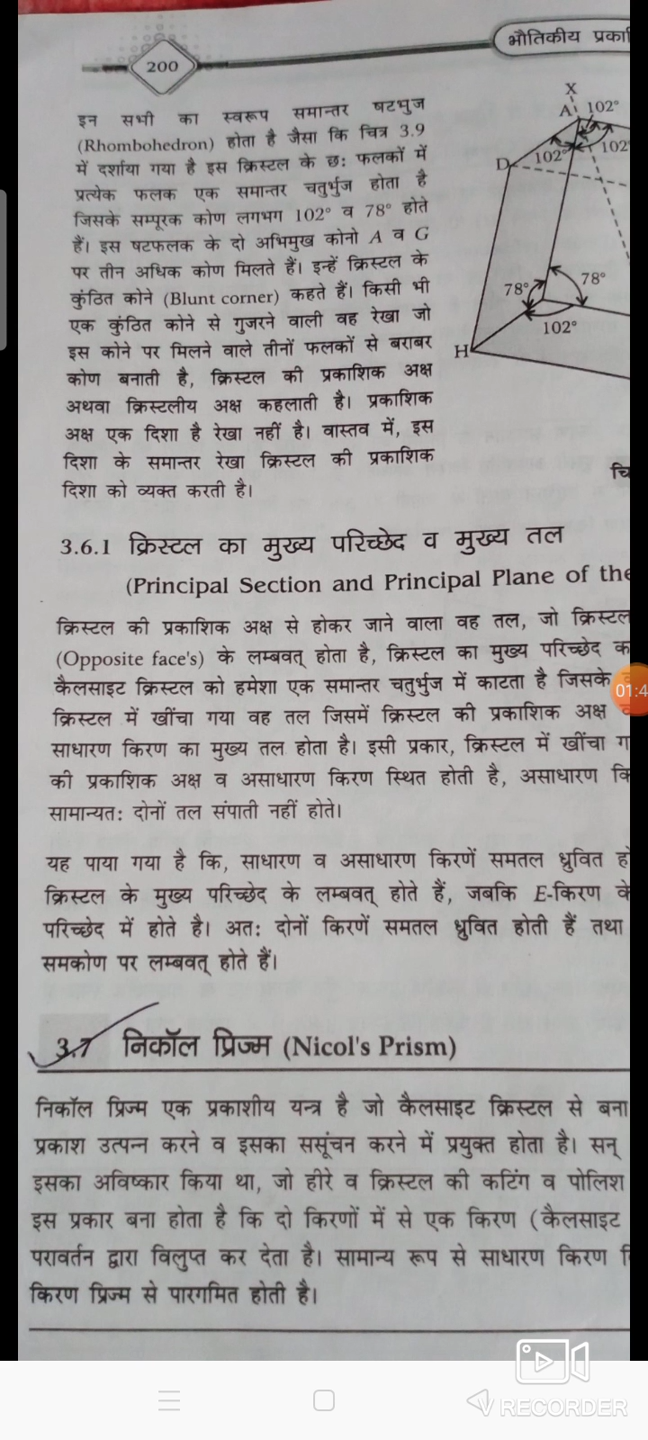 200
भौतिकीय
इन सभी का स्वरूप समान्तर षटभुज
(Rhombohedron) होता है जैसा कि चित्र 3.9
में दर्शाया गया है इस क्रिस्टल के छः फलकों में
प्रत्येक फलक एक समान्तर चतुर्भुज होता है
जिसके सम्पूरक कोण लगभग 102° व 78° होते
हैं। इस षटफलक के दो अभिमुख कोनो A व G
पर तीन अधिक कोण मिलते हैं। इन्हें क्रिस्टल के
कुंठित कोने (Blunt corner) कहते हैं। किसी भी
एक कुंठित कोने से गुजरने वाली वह रेखा जो
इस कोने पर मिलने वाले तीनों फलकों से बराबर
कोण बनाती है, क्रिस्टल की प्रकाशिक अक्ष
अथवा क्रिस्टलीय अक्ष कहलाती है। प्रकाशिक
अक्ष एक दिशा है रेखा नहीं है। वास्तव में, इस
दिशा के समान्तर रेखा क्रिस्टल की प्रकाशिक
दिशा को व्यक्त करती है।
X
A 102°
102° 102
D
78° 78°
102°
H
चि
3.6.1 क्रिस्टल का मुख्य परिच्छेद व मुख्य तल
(Principal Section and Principal Plane of the
क्रिस्टल की प्रकाशिक अक्ष से होकर जाने वाला वह तल, जो क्रिस्टल
(Opposite face's) के लम्बवत् होता है, क्रिस्टल का मुख्य परिच्छेद क
कैलसाइट क्रिस्टल को हमेशा एक समान्तर चतुर्भुज में काटता है जिसके
01:4
क्रिस्टल में खींचा गया वह तल जिसमें क्रिस्टल की प्रकाशिक अक्ष
साधारण किरण का मुख्य तल होता है। इसी प्रकार, क्रिस्टल में खींचा ग
की प्रकाशिक अक्ष व असाधारण किरण स्थित होती है, असाधारण कि
सामान्यतः दोनों तल संपाती नहीं होते।
यह पाया गया है कि, साधारण व असाधारण किरणें समतल ध्रुवित हो
क्रिस्टल के मुख्य परिच्छेद के लम्बवत् होते हैं, जबकि E-किरण के
परिच्छेद में होते है। अतः दोनों किरणें समतल ध्रुवित होती हैं तथा
समकोण पर लम्बवत् होते हैं।
3.7 निकॉल प्रिज्म (Nicol's Prism)
निकॉल प्रिज्म एक प्रकाशीय यन्त्र है जो कैलसाइट क्रिस्टल से बना
प्रकाश उत्पन्न करने व इसका ससूंचन करने में प्रयुक्त होता है। सन्
इसका अविष्कार किया था, जो हीरे व क्रिस्टल की कटिंग व पोलिश
इस प्रकार बना होता है कि दो किरणों में से एक किरण (कैलसाइट
परावर्तन द्वारा विलुप्त कर देता है। सामान्य रूप से साधारण किरण
किरण प्रिज्म से पारगमित होती है।
RECORDER